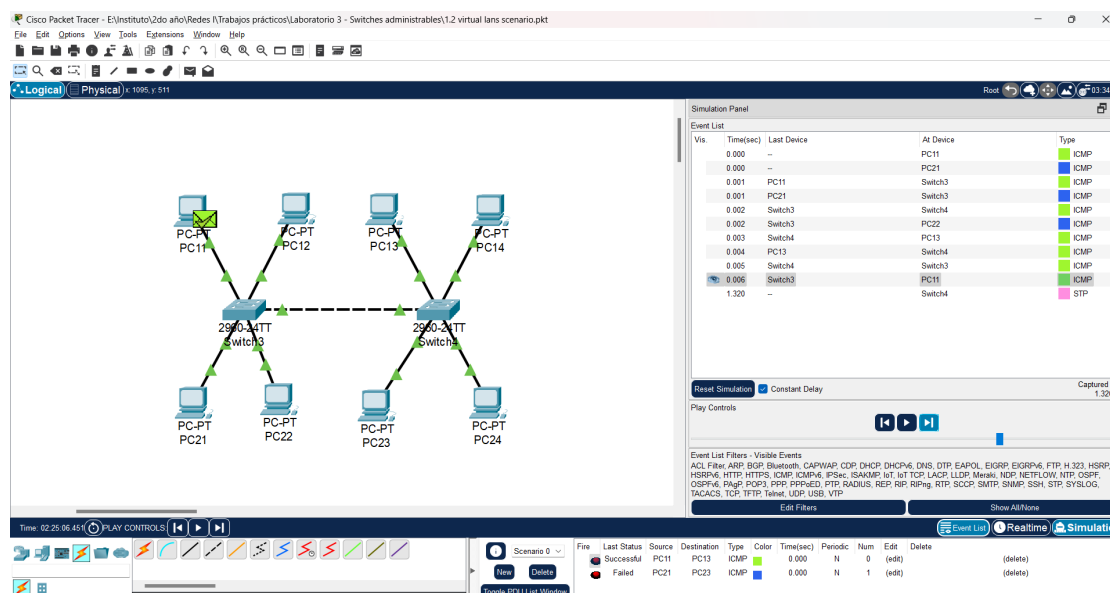 Cisco Packet Tracer - E:\Instituto\2do año\Redes I\Trabajos prácticos\Laboratorio 3 - Switches administrables\1.2 virtual lans scenario.pkt
File Edit Options View Tools Extensions Window Help
Logical Physical x: 1095, y: 511 Root 03:34
Simulation Panel
Event List
Vis. Time(sec) Last Device At Device Type
0.000 -- PC11 ICMP
0.000 -- PC21 ICMP
0.001 PC11 Switch3 ICMP
0.001 PC21 Switch3 ICMP
0.002 Switch3 Switch4 ICMP
0.002 Switch3 PC22 ICMP
0.003 Switch4 PC13 ICMP
0.004 PC13 Switch4 ICMP
0.005 Switch4 Switch3 ICMP
0.006 Switch3 PC11 ICMP
1.320 -- Switch4 STP
PC-PT
PC11
PC-PT
PC12
PC-PT
PC13
PC-PT
PC14
2960-24TT
Switch3
2960-24TT
Switch4
PC-PT
PC21
PC-PT
PC22
PC-PT
PC23
PC-PT
PC24
Reset Simulation Constant Delay Captured
1.320
Play Controls
Event List Filters - Visible Events
ACL Filter, ARP, BGP, Bluetooth, CAPWAP, CDP, DHCP, DHCPv6, DNS, DTP, EAPOL, EIGRP, EIGRPv6, FTP, H.323, HSRP,
HSRPv6, HTTP, HTTPS, ICMP, ICMPv6, IPSec, ISAKMP, IoT, IoT TCP, LACP, LLDP, Meraki, NDP, NETFLOW, NTP, OSPF,
OSPFv6, PAgP, POP3, PPP, PPPoED, PTP, RADIUS, REP, RIP, RIPng, RTP, SCCP, SMTP, SNMP, SSH, STP, SYSLOG,
TACACS, TCP, TFTP, Telnet, UDP, USB, VTP
Edit Filters Show All/None
Time: 02:25:06.451 PLAY CONTROLS: Event List Realtime Simulatio
Scenario 0
New Delete
Toggle PDU List Window
Fire Last Status Source Destination Type Color Time(sec) Periodic Num Edit Delete
Successful PC11 PC13 ICMP 0.000 N 0 (edit) (delete)
Failed PC21 PC23 ICMP 0.000 N 1 (edit) (delete)